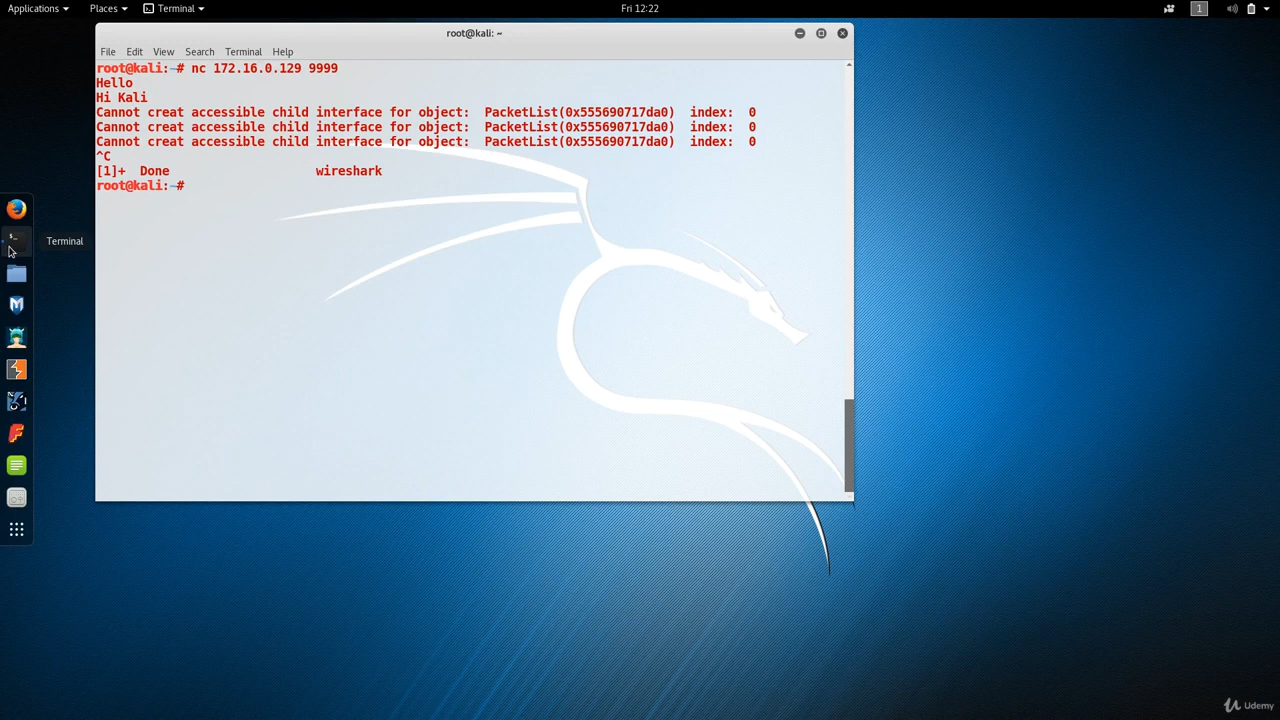 Applications Places Terminal Fri 12:22 1
root@kali: ~
File Edit View Search Terminal Help
root@kali:~# nc 172.16.0.129 9999
Hello
Hi Kali
Cannot creat accessible child interface for object:  PacketList(0x555690717da0)  index:  0
Cannot creat accessible child interface for object:  PacketList(0x555690717da0)  index:  0
Cannot creat accessible child interface for object:  PacketList(0x555690717da0)  index:  0
^C
[1]+  Done                    wireshark
root@kali:~#
Terminal
Udemy